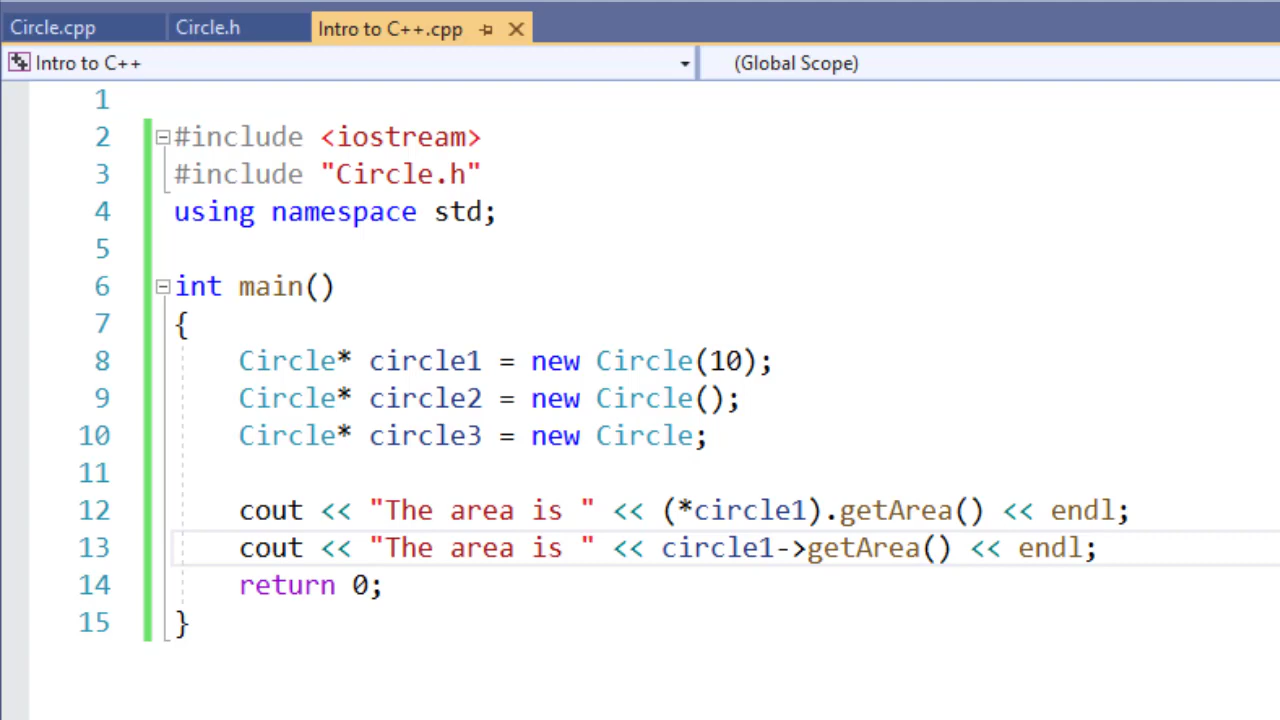 Circle.cpp Circle.h Intro to C++.cpp
Intro to C++ (Global Scope)
1
2 #include <iostream>
3 #include "Circle.h"
4 using namespace std;
5
6 int main()
7 {
8 Circle* circle1 = new Circle(10);
9 Circle* circle2 = new Circle();
10 Circle* circle3 = new Circle;
11
12 cout << "The area is " << (*circle1).getArea() << endl;
13 cout << "The area is " << circle1->getArea() << endl;
14 return 0;
15 }